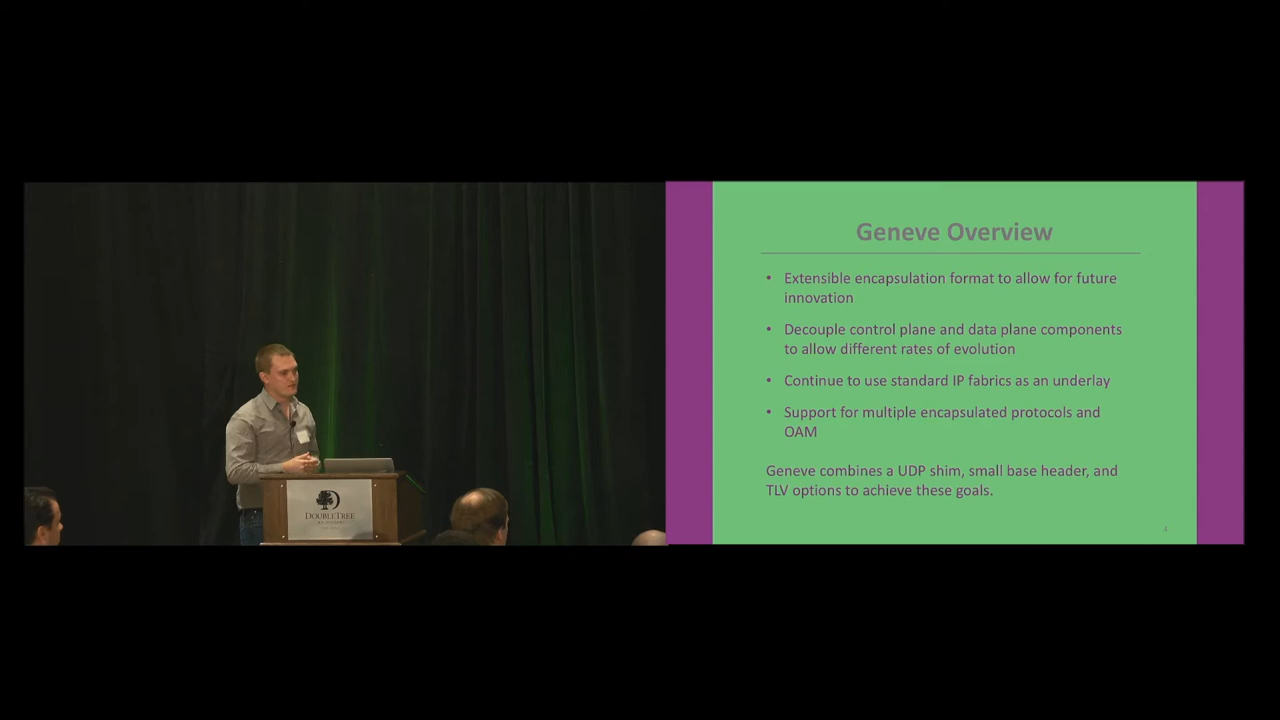 DOUBLETREE
Geneve Overview
• Extensible encapsulation format to allow for future
innovation
• Decouple control plane and data plane components
to allow different rates of evolution
• Continue to use standard IP fabrics as an underlay
• Support for multiple encapsulated protocols and
OAM
Geneve combines a UDP shim, small base header, and
TLV options to achieve these goals.
4